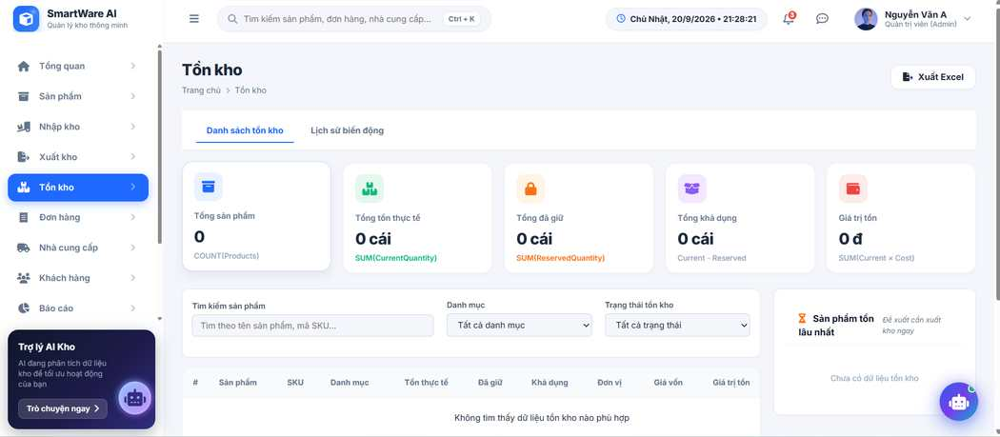 SmartWare AI
Quản lý kho thông minh
Tìm kiếm sản phẩm, đơn hàng, nhà cung cấp...
Ctrl + K
Chủ Nhật, 20/9/2026 • 21:28:21
5
Nguyễn Văn A
Quản trị viên (Admin)
Tổng quan
Sản phẩm
Nhập kho
Xuất kho
Tồn kho
Đơn hàng
Nhà cung cấp
Khách hàng
Báo cáo
Trợ lý AI Kho
AI đang phân tích dữ liệu
kho để tối ưu hoạt động
của bạn
Trò chuyện ngay
Tồn kho
Trang chủ > Tồn kho
Xuất Excel
Danh sách tồn kho
Lịch sử biến động
Tổng sản phẩm
0
COUNT(Products)
Tổng tồn thực tế
0 cái
SUM(CurrentQuantity)
Tổng đã giữ
0 cái
SUM(ReservedQuantity)
Tổng khả dụng
0 cái
Current - Reserved
Giá trị tồn
0 đ
SUM(Current × Cost)
Tìm kiếm sản phẩm
Tìm theo tên sản phẩm, mã SKU...
Danh mục
Tất cả danh mục
Trạng thái tồn kho
Tất cả trạng thái
# Sản phẩm SKU Danh mục Tồn thực tế Đã giữ Khả dụng Đơn vị Giá vốn Giá trị tồn
Không tìm thấy dữ liệu tồn kho nào phù hợp
Sản phẩm tồn
lâu nhất
Đề xuất cần xuất
kho ngay
Chưa có dữ liệu tồn kho